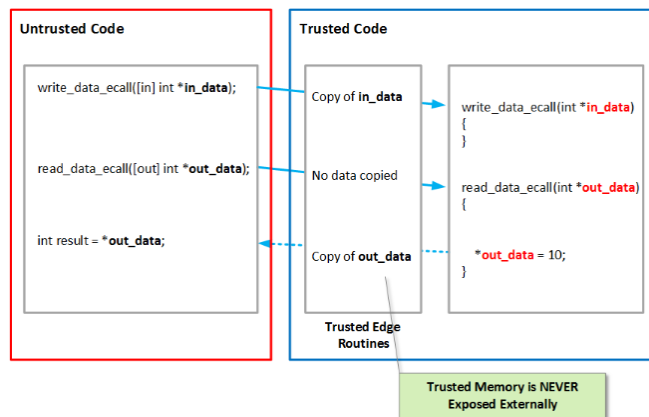 Untrusted Code
Trusted Code
write_data_ecall([in] int *in_data);
Copy of in_data
write_data_ecall(int *in_data)
{
}
read_data_ecall([out] int *out_data);
No data copied
read_data_ecall(int *out_data)
{
int result = *out_data;
Copy of out_data
*out_data = 10;
}
Trusted Edge
Routines
Trusted Memory is NEVER
Exposed Externally